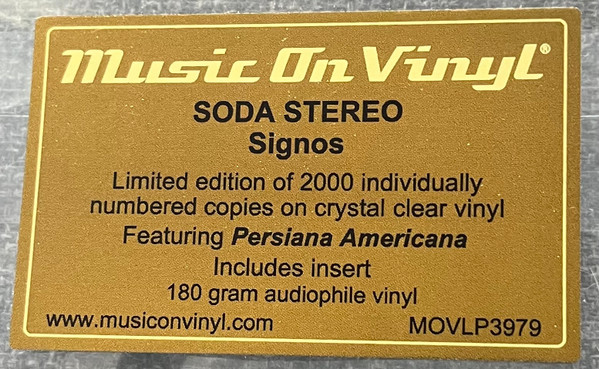 Music On Vinyl®
SODA STEREO
Signos
Limited edition of 2000 individually
numbered copies on crystal clear vinyl
Featuring Persiana Americana
Includes insert
180 gram audiophile vinyl
www.musiconvinyl.com MOVLP3979